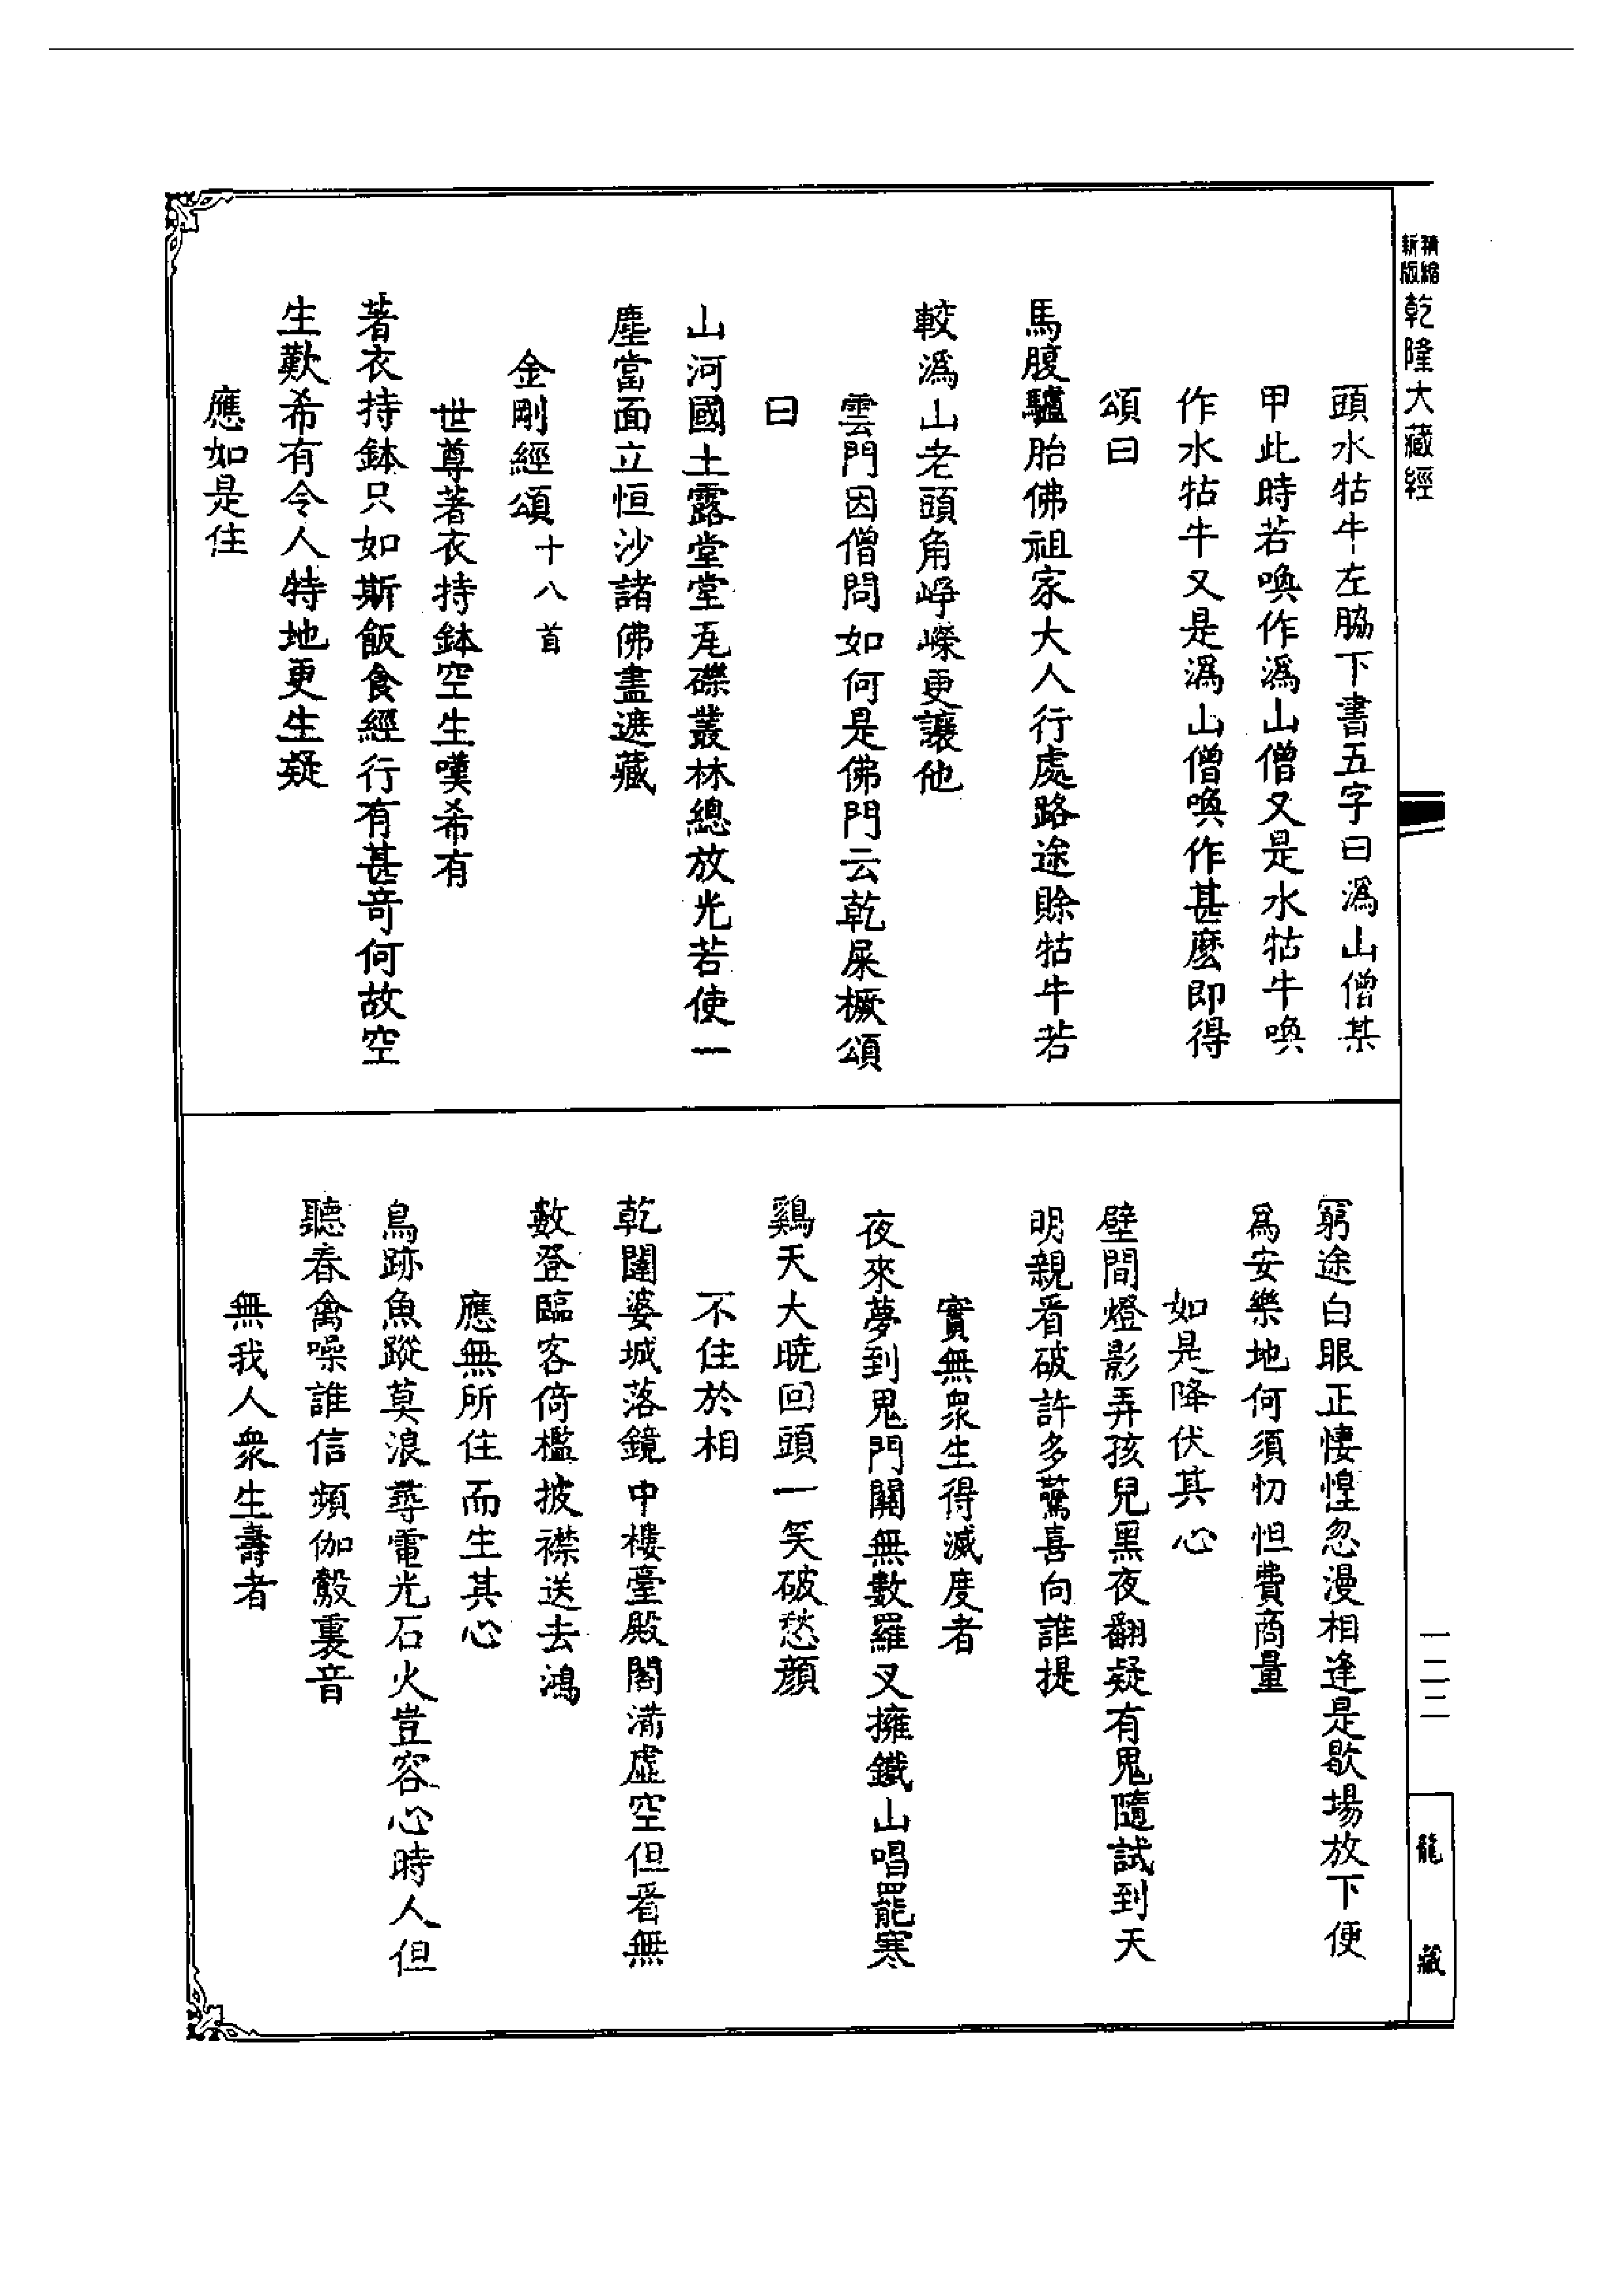 精縮新版乾隆大藏經
頭水牯牛左脇下書五字曰溈山僧某
甲此時若喚作溈山僧又是水牯牛喚
作水牯牛又是溈山僧喚作甚麽即得
頌曰
馬腹驢胎佛祖家大人行處路途賒牯牛若
較溈山老頭角崢嶸更讓他
雲門因僧問如何是佛門云乾屎橛頌
曰
山河國土露堂堂瓦礫叢林總放光若使一
塵當面立恒沙諸佛盡遮藏
金剛經頌十八首
世尊著衣持鉢空生嘆希有
著衣持鉢只如斯飯食經行有甚奇何故空
生歎希有令人特地更生疑
應如是住
窮途白眼正悽惶忽漫相逢是歇場放下便
爲安樂地何須忉怛費商量
如是降伏其心
壁間燈影弄孩兒黑夜翻疑有鬼隨試到天
明親看破許多驚喜向誰提
實無衆生得滅度者
夜來夢到鬼門關無數羅叉擁鐵山唱罷寒
鷄天大曉回頭一笑破愁顔
不住於相
乾闥婆城落鏡中樓臺殿閣滿虛空但看無
數登臨客倚檻披襟送去鴻
應無所住而生其心
鳥跡魚蹤莫浪尋電光石火豈容心時人但
聽春禽噪誰信頻伽鷇裏音
無我人衆生壽者
一二二
龍藏